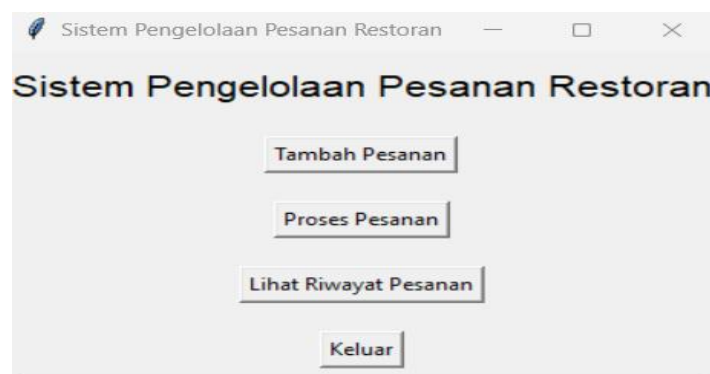 Sistem Pengelolaan Pesanan Restoran
Sistem Pengelolaan Pesanan Restoran
Tambah Pesanan
Proses Pesanan
Lihat Riwayat Pesanan
Keluar